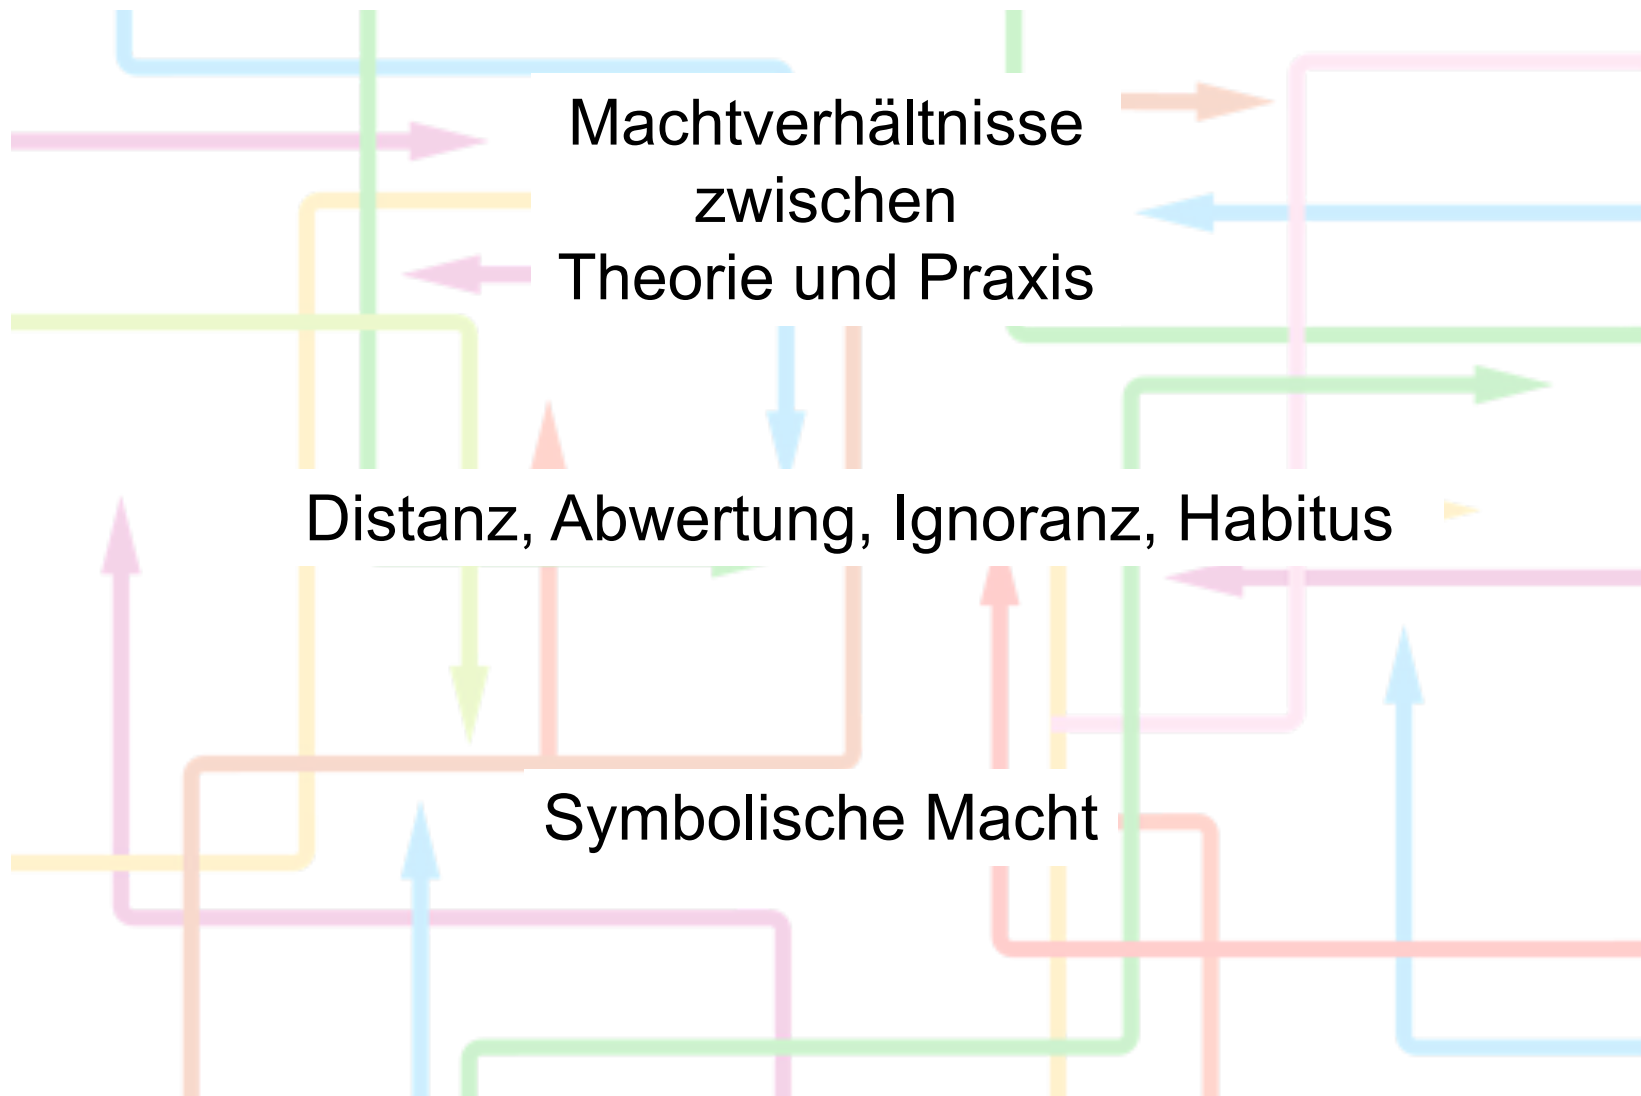 Machtverhältnisse
zwischen
Theorie und Praxis
Distanz, Abwertung, Ignoranz, Habitus
Symbolische Macht